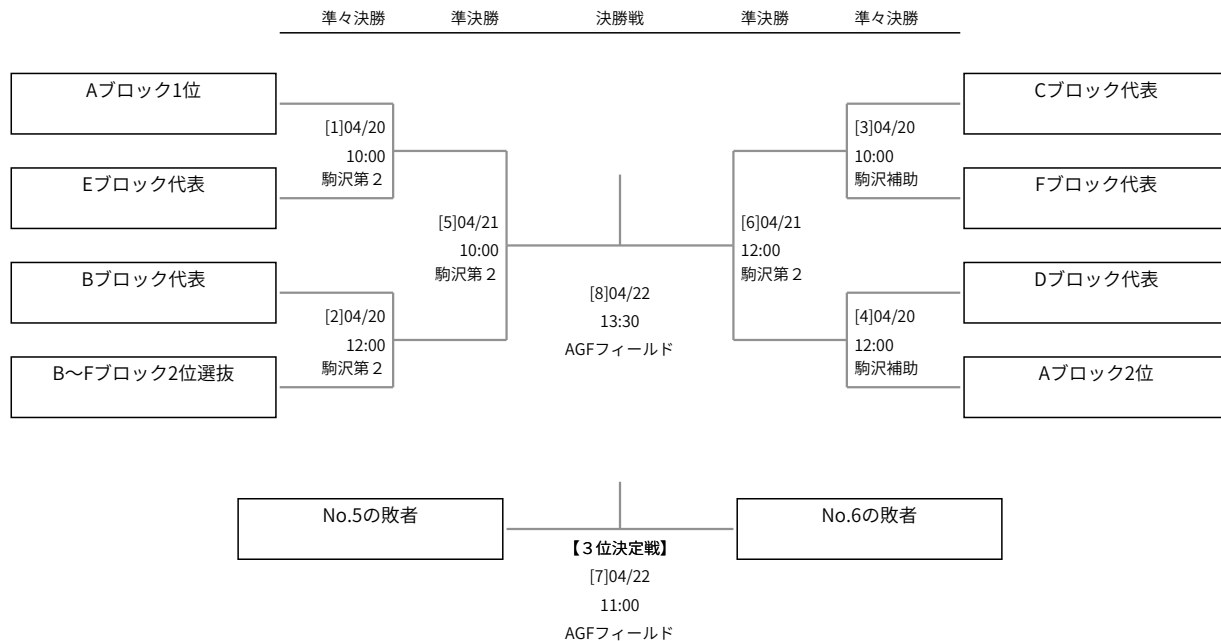 準々決勝 準決勝 決勝戦 準決勝 準々決勝
Aブロック1位
[1]04/20
10:00
駒沢第２
Eブロック代表
[5]04/21
10:00
駒沢第２
Bブロック代表
[2]04/20
12:00
駒沢第２
B～Fブロック2位選抜
[8]04/22
13:30
AGFフィールド
Cブロック代表
[3]04/20
10:00
駒沢補助
Fブロック代表
[6]04/21
12:00
駒沢第２
Dブロック代表
[4]04/20
12:00
駒沢補助
Aブロック2位
No.5の敗者
No.6の敗者
【３位決定戦】
[7]04/22
11:00
AGFフィールド